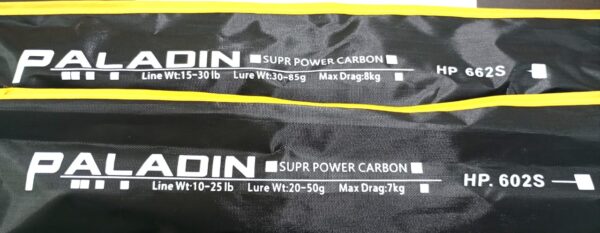 PALADIN SUPR POWER CARBON
Line Wt:15-30 lb Lure Wt:30-85g Max Drag:8kg HP. 662S
PALADIN SUPR POWER CARBON
Line Wt:10-25 lb Lure Wt:20-50g Max Drag:7kg HP. 602S